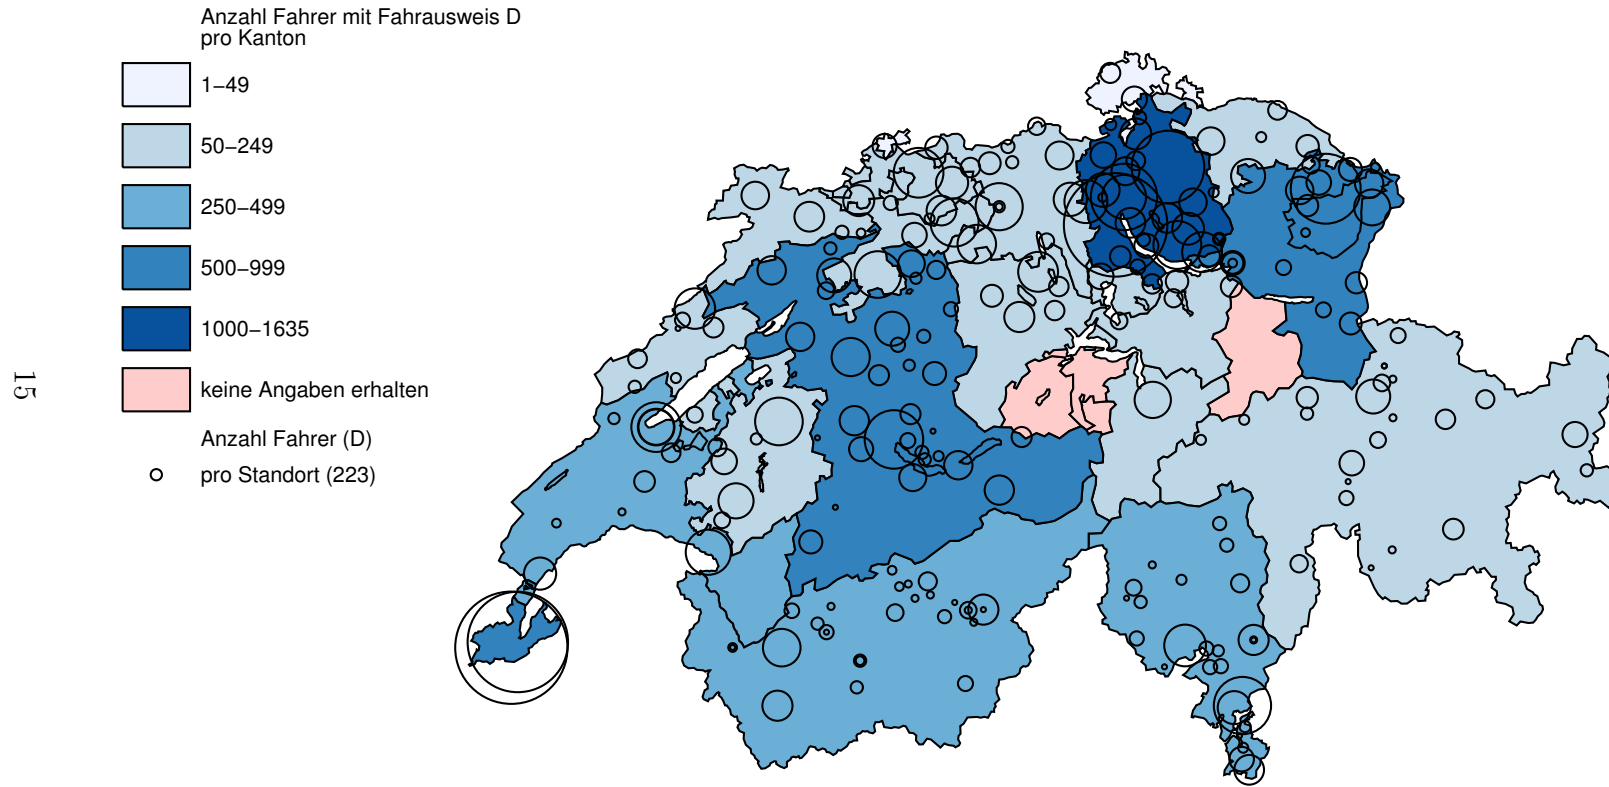 Anzahl Fahrer mit Fahrausweis D
pro Kanton
1−49
50−249
250−499
500−999
1000−1635
keine Angaben erhalten
Anzahl Fahrer (D)
pro Standort (223)
15